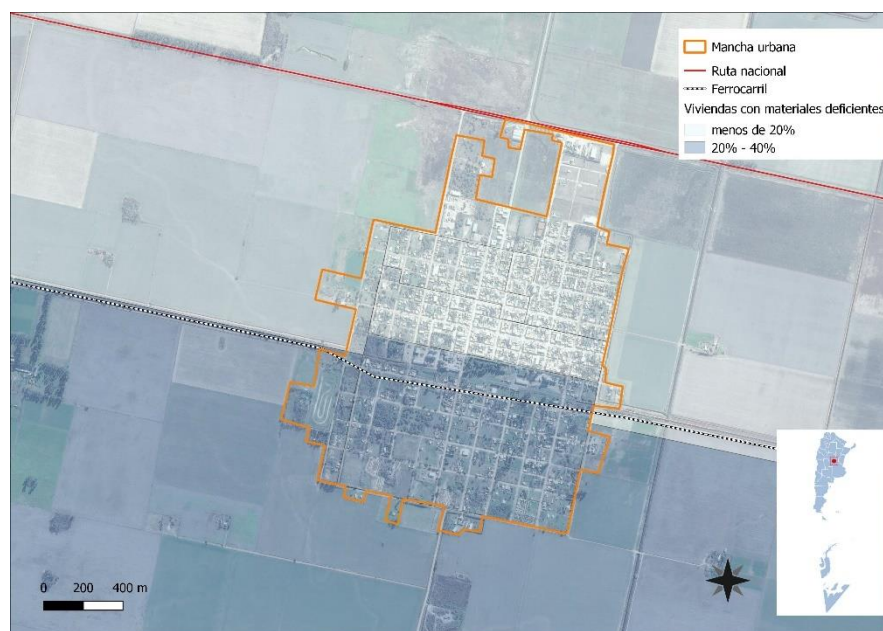 Mancha urbana
Ruta nacional
Ferrocarril
Viviendas con materiales deficientes
menos de 20%
20% - 40%
0 200 400 m